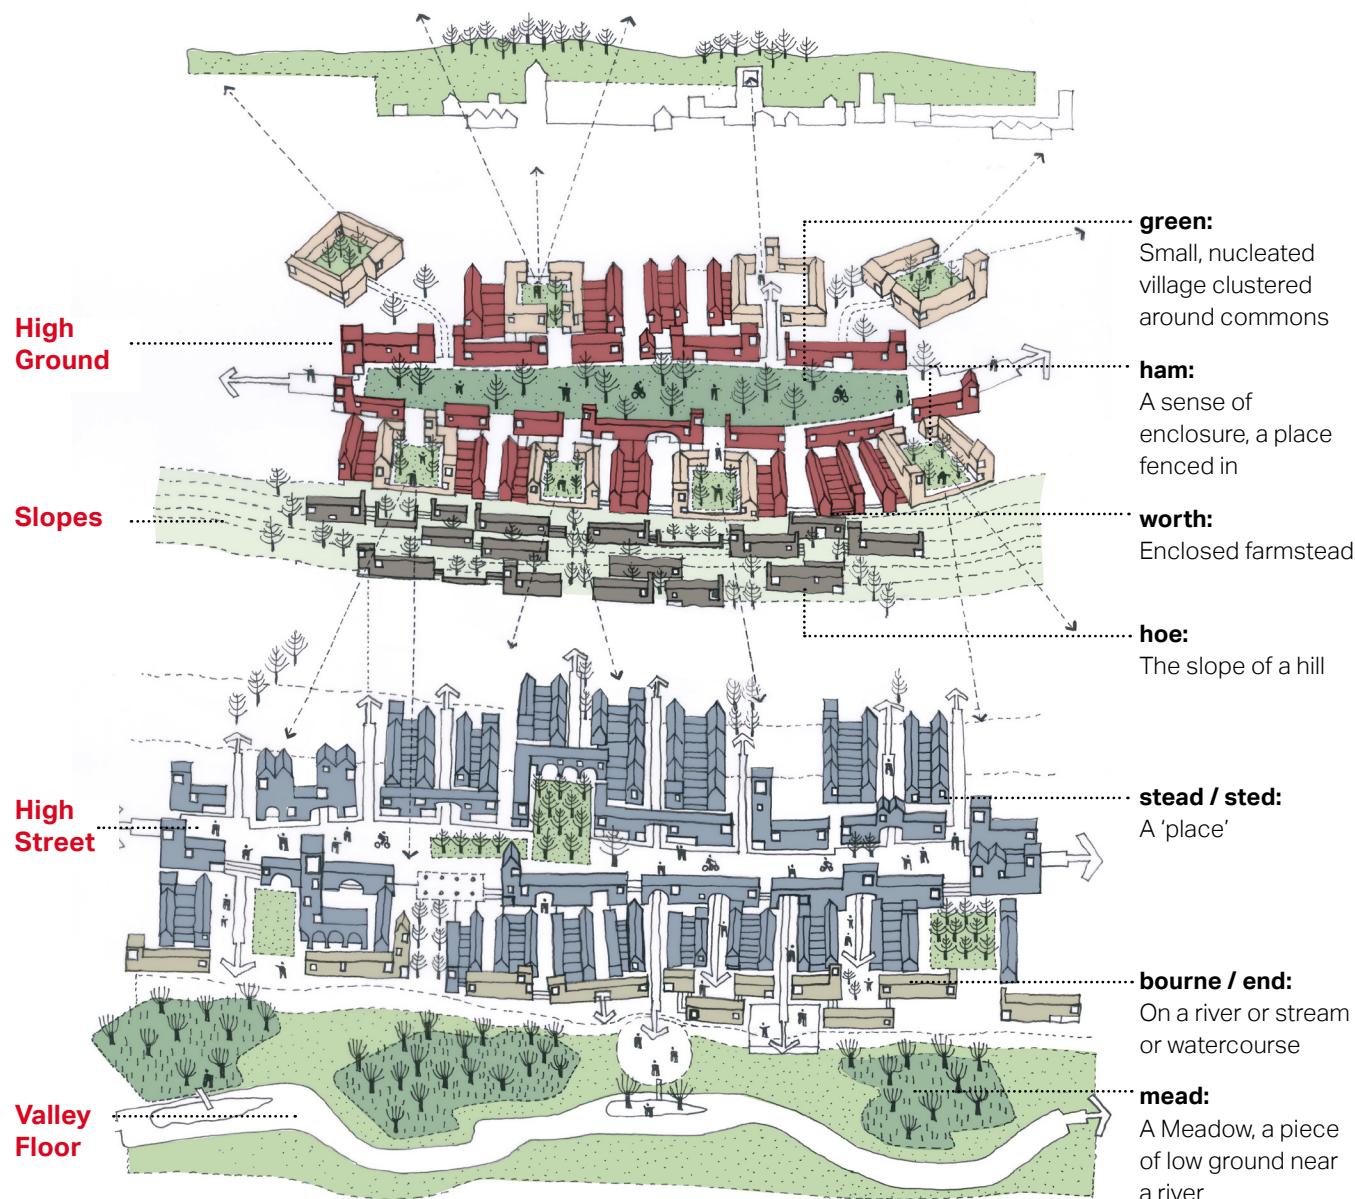 High
Ground
Slopes
High
Street
Valley
Floor
green:
Small, nucleated
village clustered
around commons
ham:
A sense of
enclosure, a place
fenced in
worth:
Enclosed farmstead
hoe:
The slope of a hill
stead / sted:
A ‘place’
bourne / end:
On a river or stream
or watercourse
mead:
A Meadow, a piece
of low ground near
a river